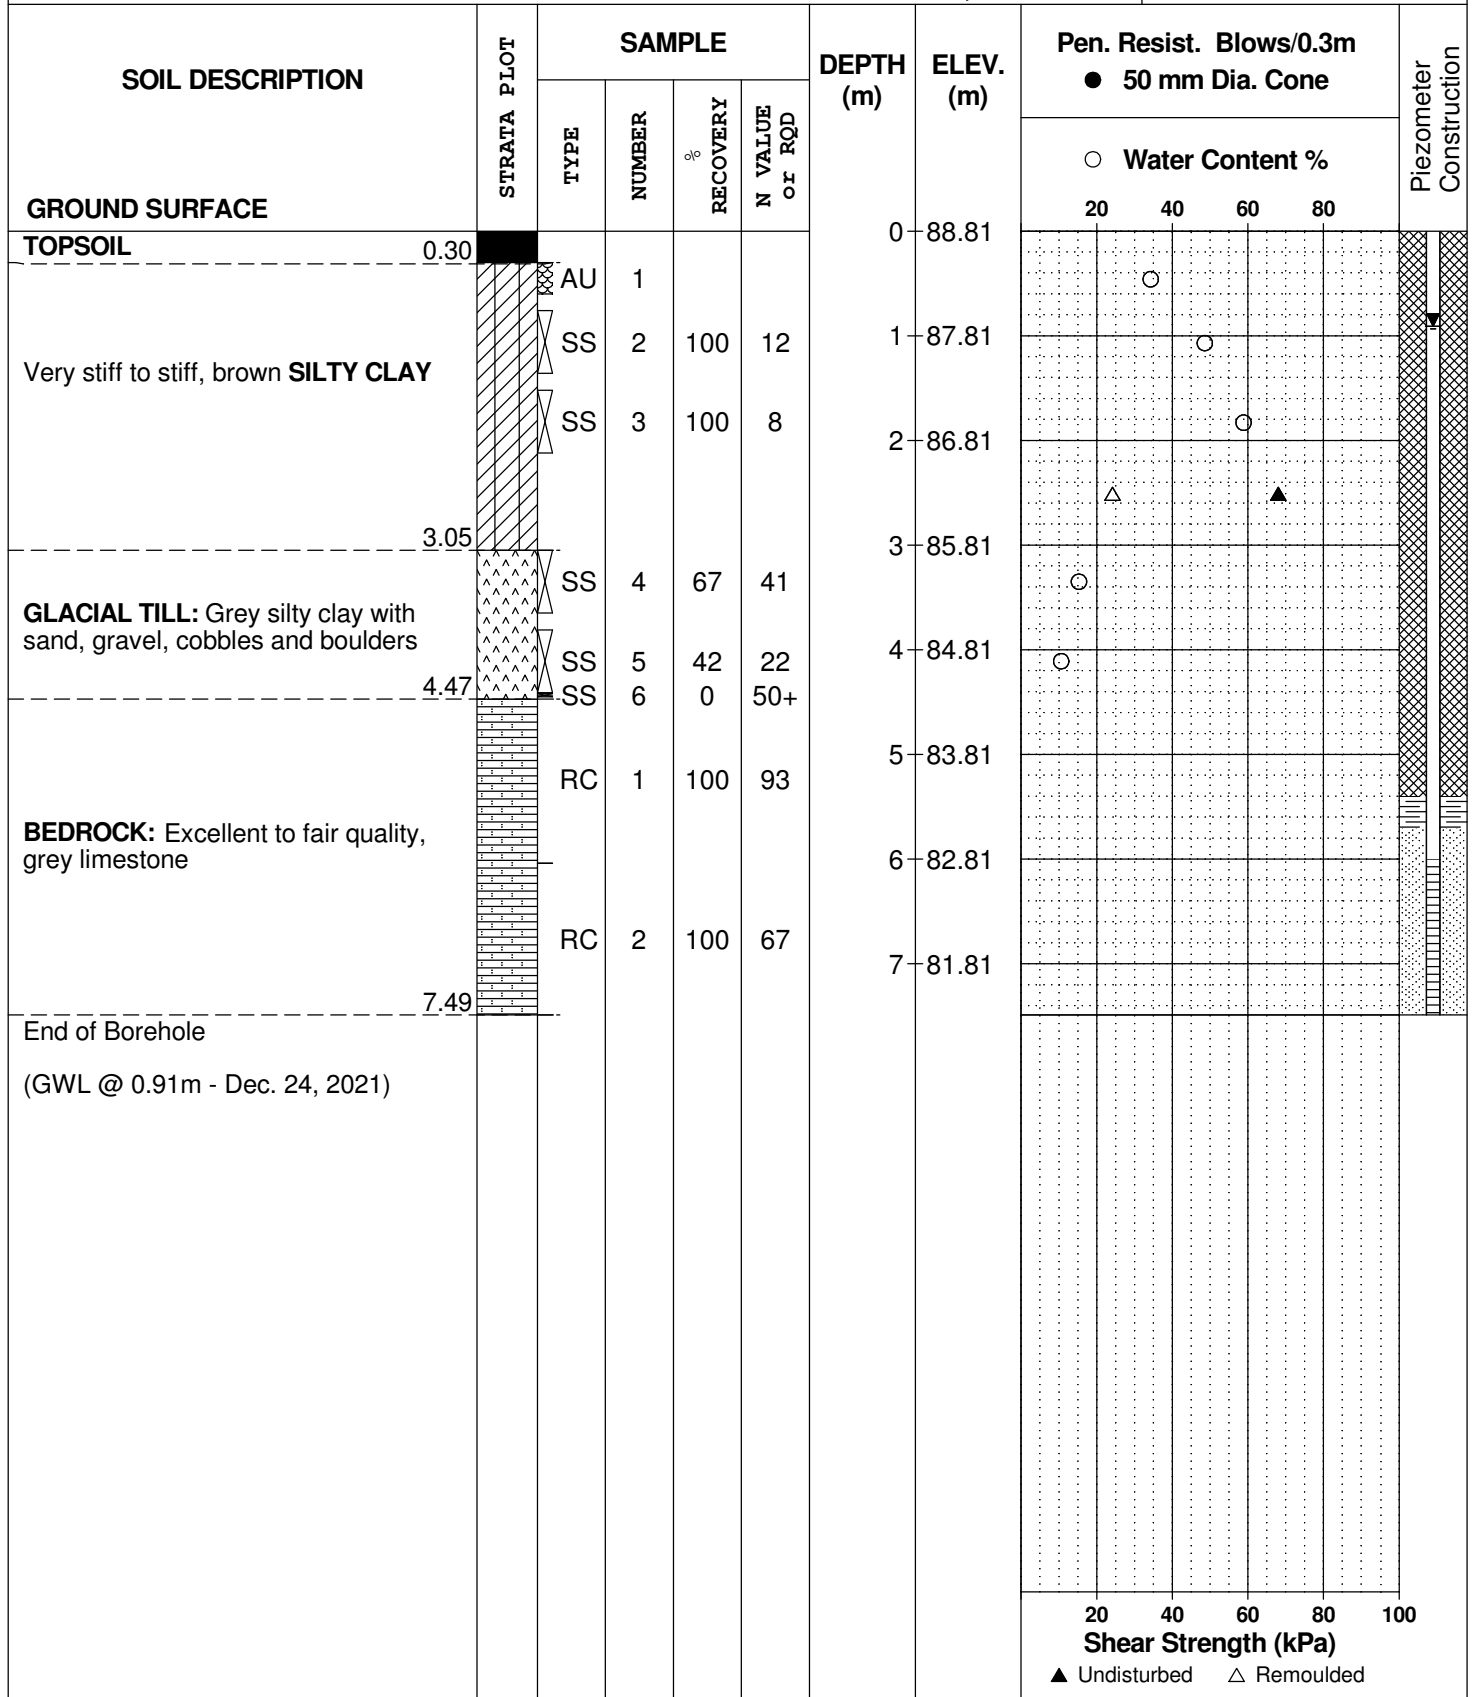 SOIL DESCRIPTION
GROUND SURFACE
STRATA PLOT
SAMPLE
TYPE
NUMBER
%
RECOVERY
N VALUE
or RQD
DEPTH
(m)
ELEV.
(m)
Pen. Resist. Blows/0.3m
● 50 mm Dia. Cone
○ Water Content %
20 40 60 80
Piezometer
Construction
TOPSOIL
0.30
0 88.81
AU 1
SS 2 100 12
1 87.81
Very stiff to stiff, brown SILTY CLAY
SS 3 100 8
2 86.81
3.05
3 85.81
SS 4 67 41
GLACIAL TILL: Grey silty clay with
sand, gravel, cobbles and boulders
4 84.81
SS 5 42 22
4.47
SS 6 0 50+
5 83.81
RC 1 100 93
BEDROCK: Excellent to fair quality,
grey limestone
6 82.81
RC 2 100 67
7 81.81
7.49
End of Borehole
(GWL @ 0.91m - Dec. 24, 2021)
20 40 60 80 100
Shear Strength (kPa)
▲ Undisturbed △ Remoulded